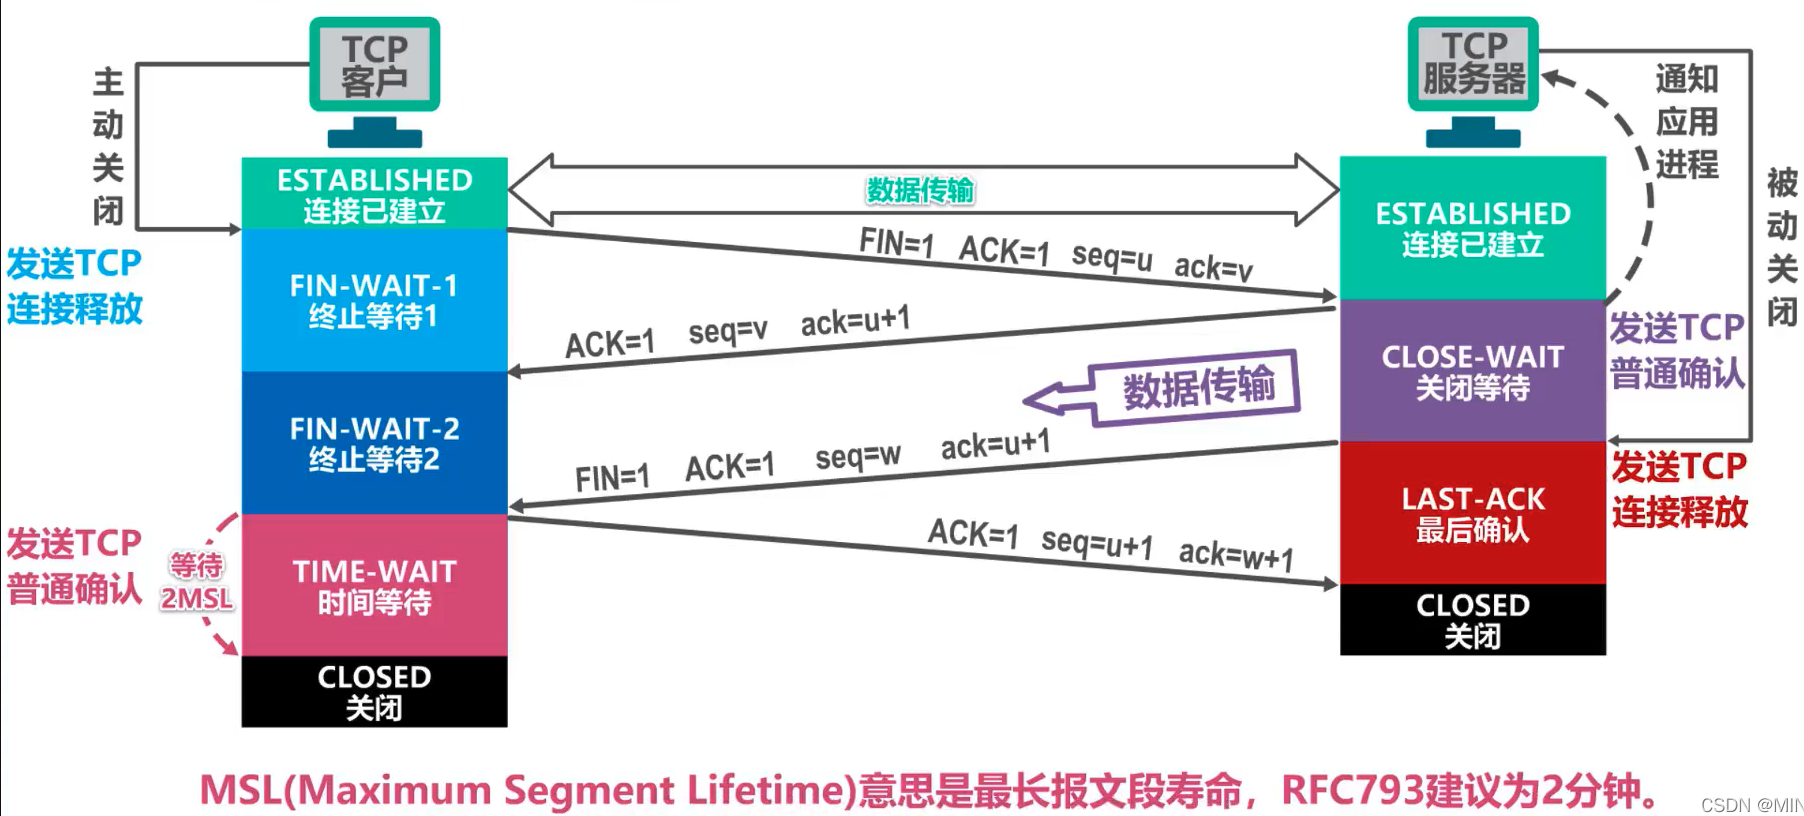 TCP
客户
TCP
服务器
主动关闭
通知
应用
进程
被动关闭
ESTABLISHED
连接已建立
数据传输
ESTABLISHED
连接已建立
发送TCP
连接释放
FIN=1 ACK=1 seq=u ack=v
FIN-WAIT-1
终止等待1
ACK=1 seq=v ack=u+1
发送TCP
普通确认
CLOSE-WAIT
关闭等待
数据传输
FIN-WAIT-2
终止等待2
FIN=1 ACK=1 seq=w ack=u+1
发送TCP
连接释放
LAST-ACK
最后确认
发送TCP
普通确认
等待
2MSL
TIME-WAIT
时间等待
ACK=1 seq=u+1 ack=w+1
CLOSED
关闭
CLOSED
关闭
MSL(Maximum Segment Lifetime)意思是最长报文段寿命，RFC793建议为2分钟。
CSDN @MIN